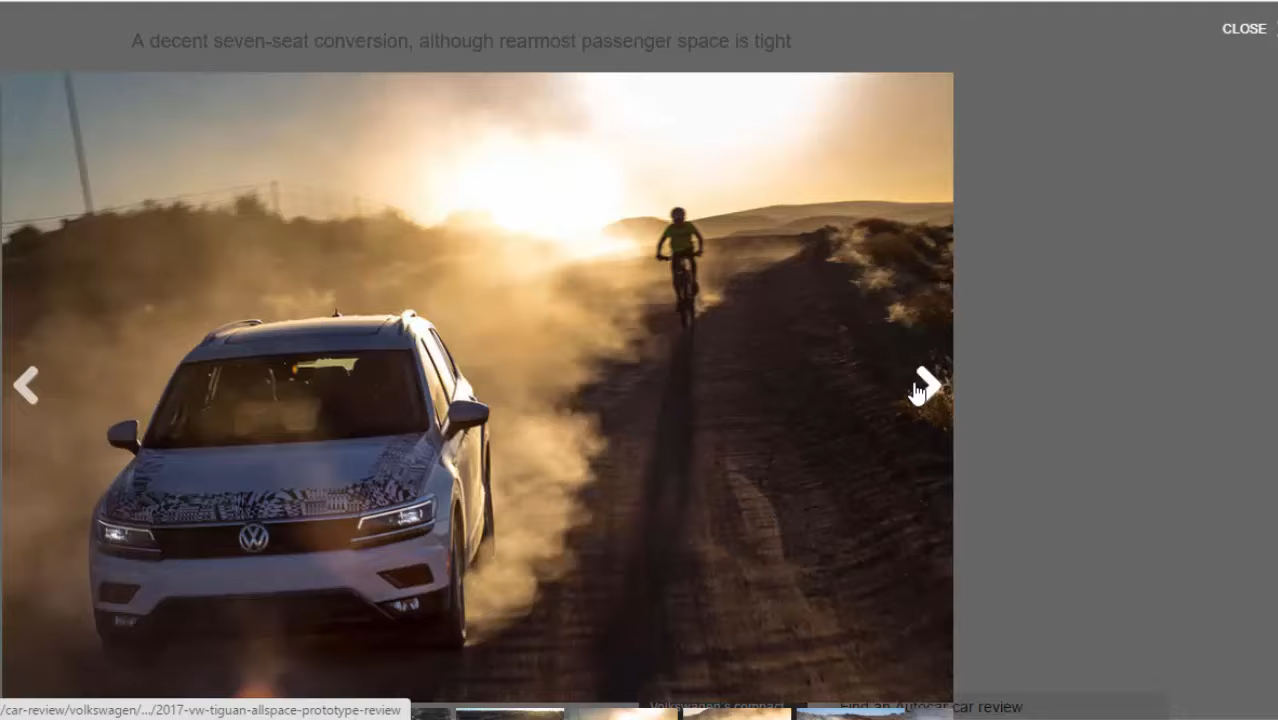 A decent seven-seat conversion, although rearmost passenger space is tight
CLOSE
Volkswagen's compact
Find an Autocar car review
/car-review/volkswagen/.../2017-vw-tiguan-allspace-prototype-review